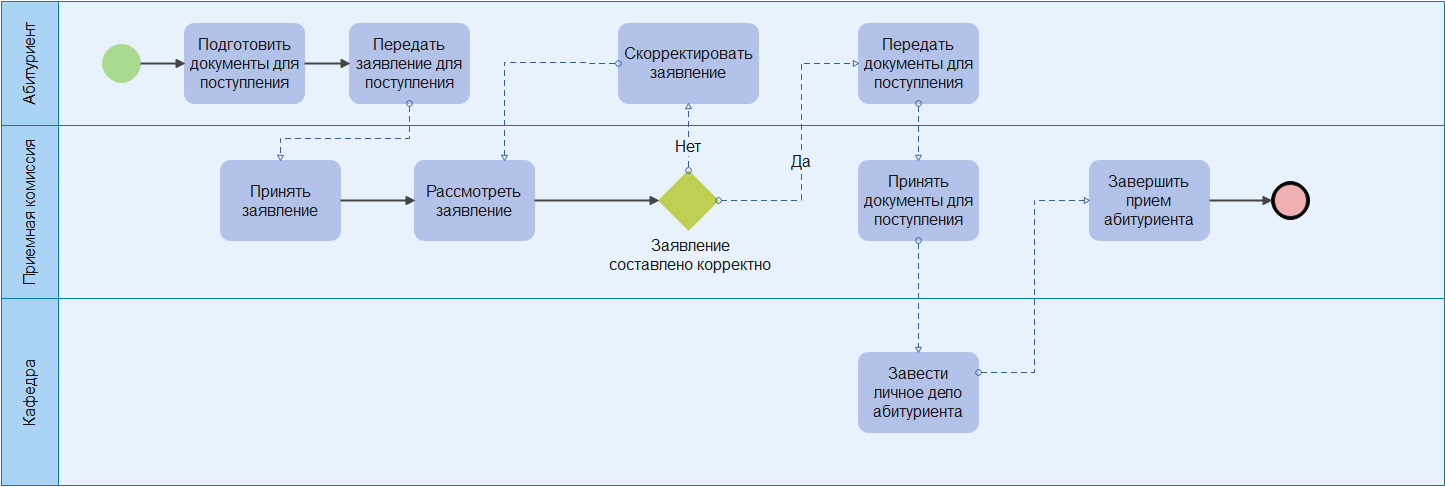 Абитуриент
Подготовить
документы для
поступления
Передать
заявление для
поступления
Скорректировать
заявление
Передать
документы для
поступления
Приемная комиссия
Принять
заявление
Рассмотреть
заявление
Нет
Да
Заявление
составлено корректно
Принять
документы для
поступления
Завершить
прием
абитуриента
Кафедра
Завести
личное дело
абитуриента